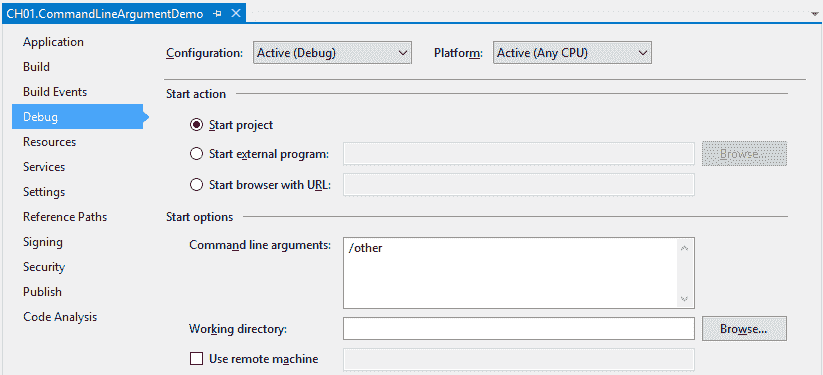 CH01.CommandLineArgumentDemo
Application
Build
Build Events
Debug
Resources
Services
Settings
Reference Paths
Signing
Security
Publish
Code Analysis
Configuration: Active (Debug) Platform: Active (Any CPU)
Start action
Start project
Start external program: Browse...
Start browser with URL:
Start options
Command line arguments: /other
Working directory: Browse...
Use remote machine